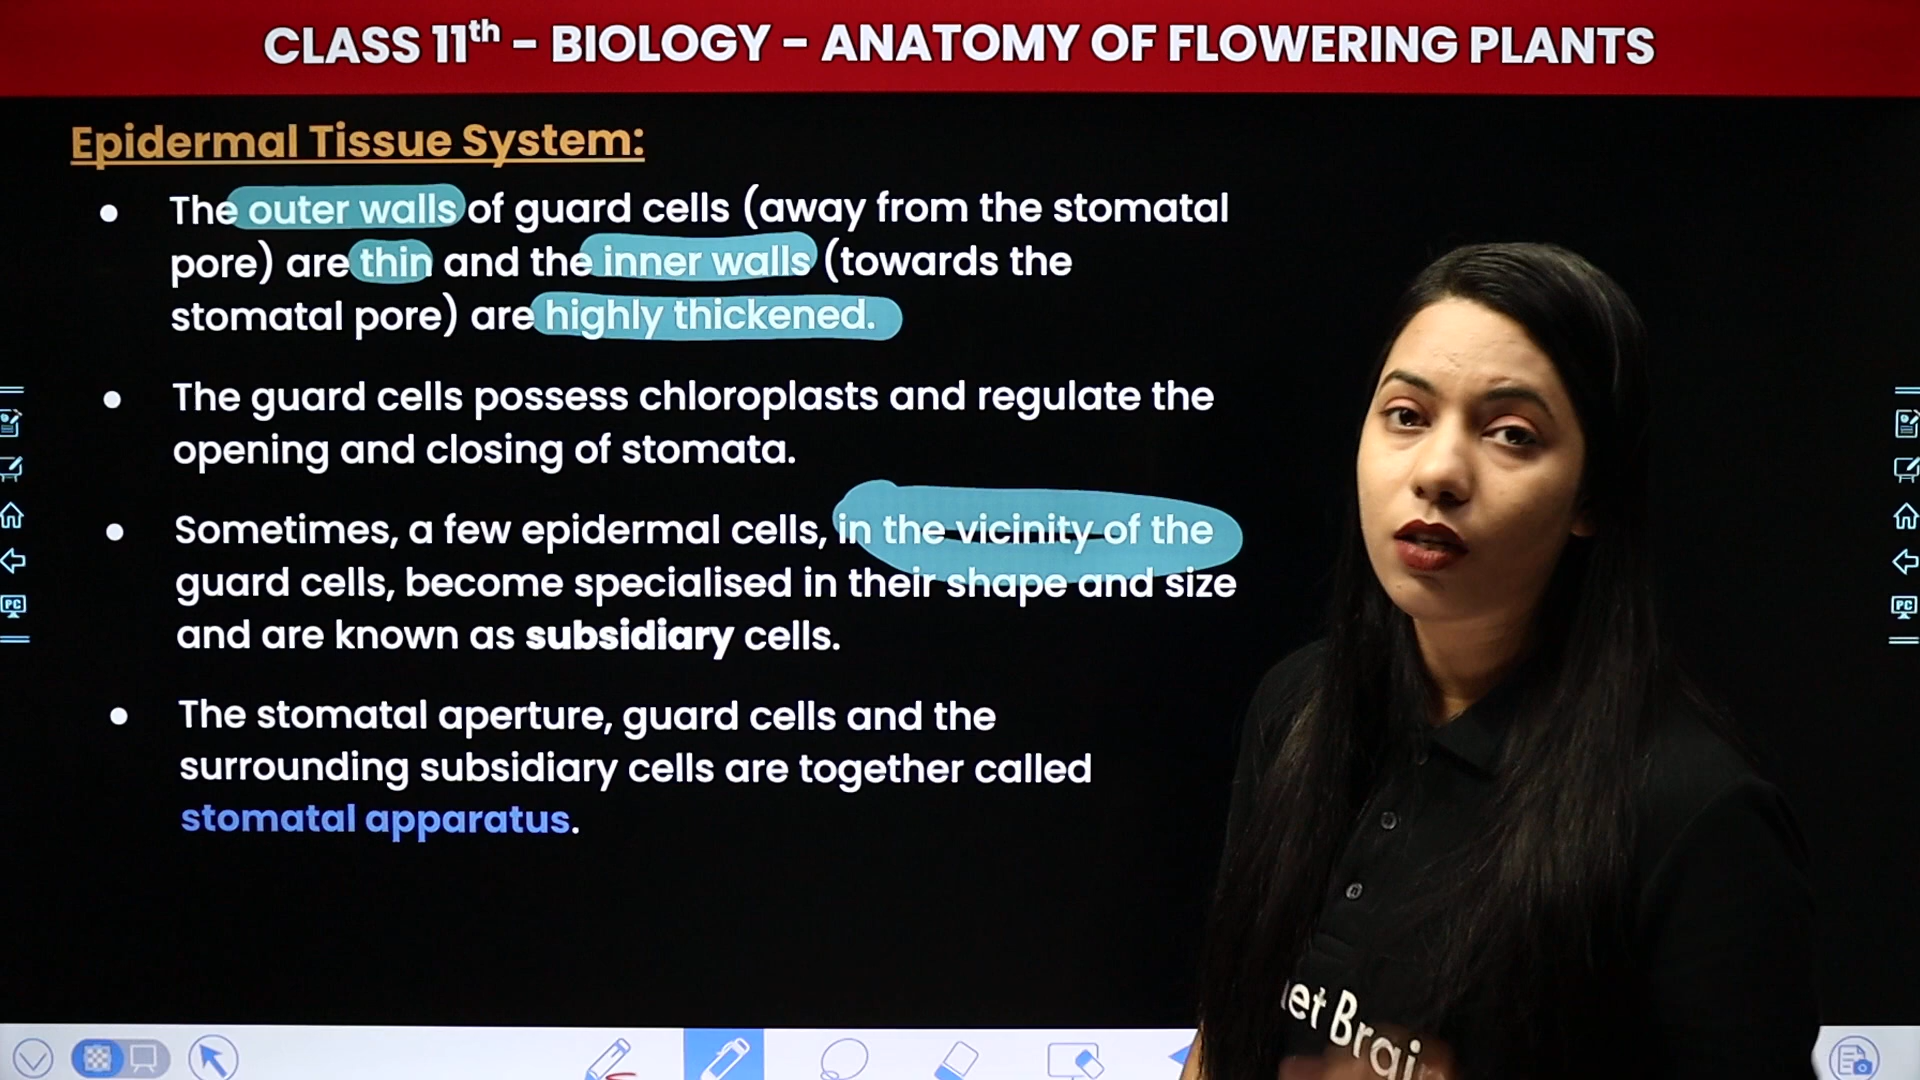 CLASS 11th - BIOLOGY - ANATOMY OF FLOWERING PLANTS
Epidermal Tissue System:
• The outer walls of guard cells (away from the stomatal
pore) are thin and the inner walls (towards the
stomatal pore) are highly thickened.
• The guard cells possess chloroplasts and regulate the
opening and closing of stomata.
• Sometimes, a few epidermal cells, in the vicinity of the
guard cells, become specialised in their shape and size
and are known as subsidiary cells.
• The stomatal aperture, guard cells and the
surrounding subsidiary cells are together called
stomatal apparatus.
PC
PC